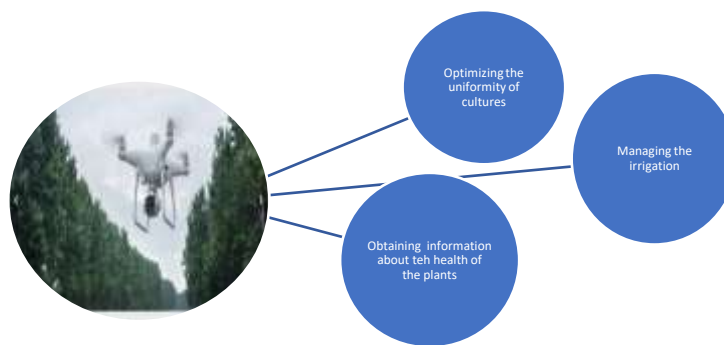 Optimizing the
uniformity of
cultures
Managing the
irrigation
Obtaining  information
about teh health of
the plants